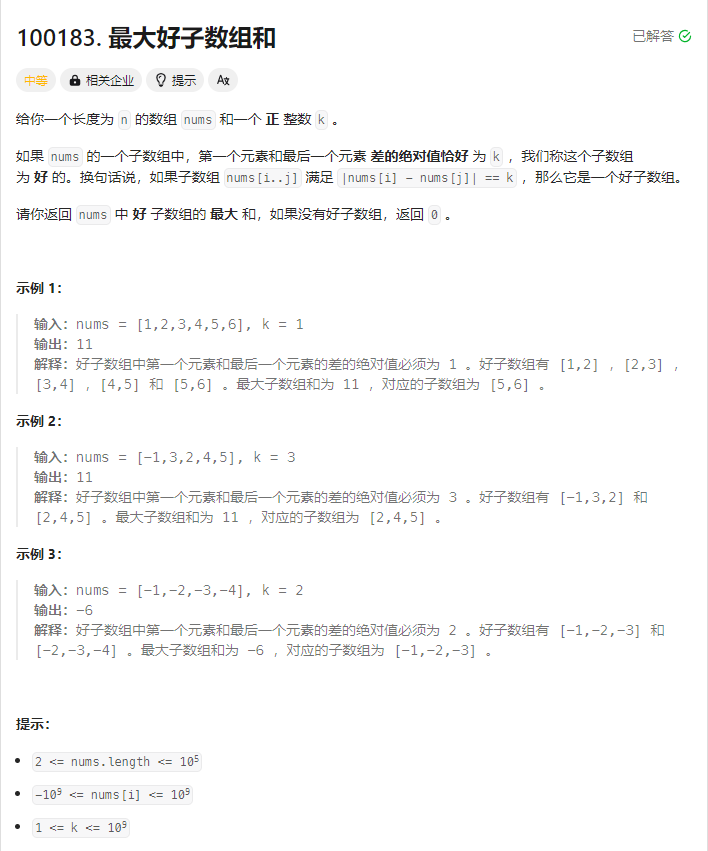 100183. 最大好子数组和
已解答
中等 相关企业 提示
给你一个长度为 n 的数组 nums 和一个 正 整数 k 。
如果 nums 的一个子数组中，第一个元素和最后一个元素 差的绝对值恰好 为 k ，我们称这个子数组
为 好 的。换句话说，如果子数组 nums[i..j] 满足 |nums[i] - nums[j]| == k ，那么它是一个好子数组。
请你返回 nums 中 好 子数组的 最大 和，如果没有好子数组，返回 0 。
示例 1：
输入：nums = [1,2,3,4,5,6], k = 1
输出：11
解释：好子数组中第一个元素和最后一个元素的差的绝对值必须为 1 。好子数组有 [1,2] ，[2,3] ，
[3,4] ，[4,5] 和 [5,6] 。最大子数组和为 11 ，对应的子数组为 [5,6] 。
示例 2：
输入：nums = [-1,3,2,4,5], k = 3
输出：11
解释：好子数组中第一个元素和最后一个元素的差的绝对值必须为 3 。好子数组有 [-1,3,2] 和
[2,4,5] 。最大子数组和为 11 ，对应的子数组为 [2,4,5] 。
示例 3：
输入：nums = [-1,-2,-3,-4], k = 2
输出：-6
解释：好子数组中第一个元素和最后一个元素的差的绝对值必须为 2 。好子数组有 [-1,-2,-3] 和
[-2,-3,-4] 。最大子数组和为 -6 ，对应的子数组为 [-1,-2,-3] 。
提示：
2 <= nums.length <= 10⁵
-10⁹ <= nums[i] <= 10⁹
1 <= k <= 10⁹